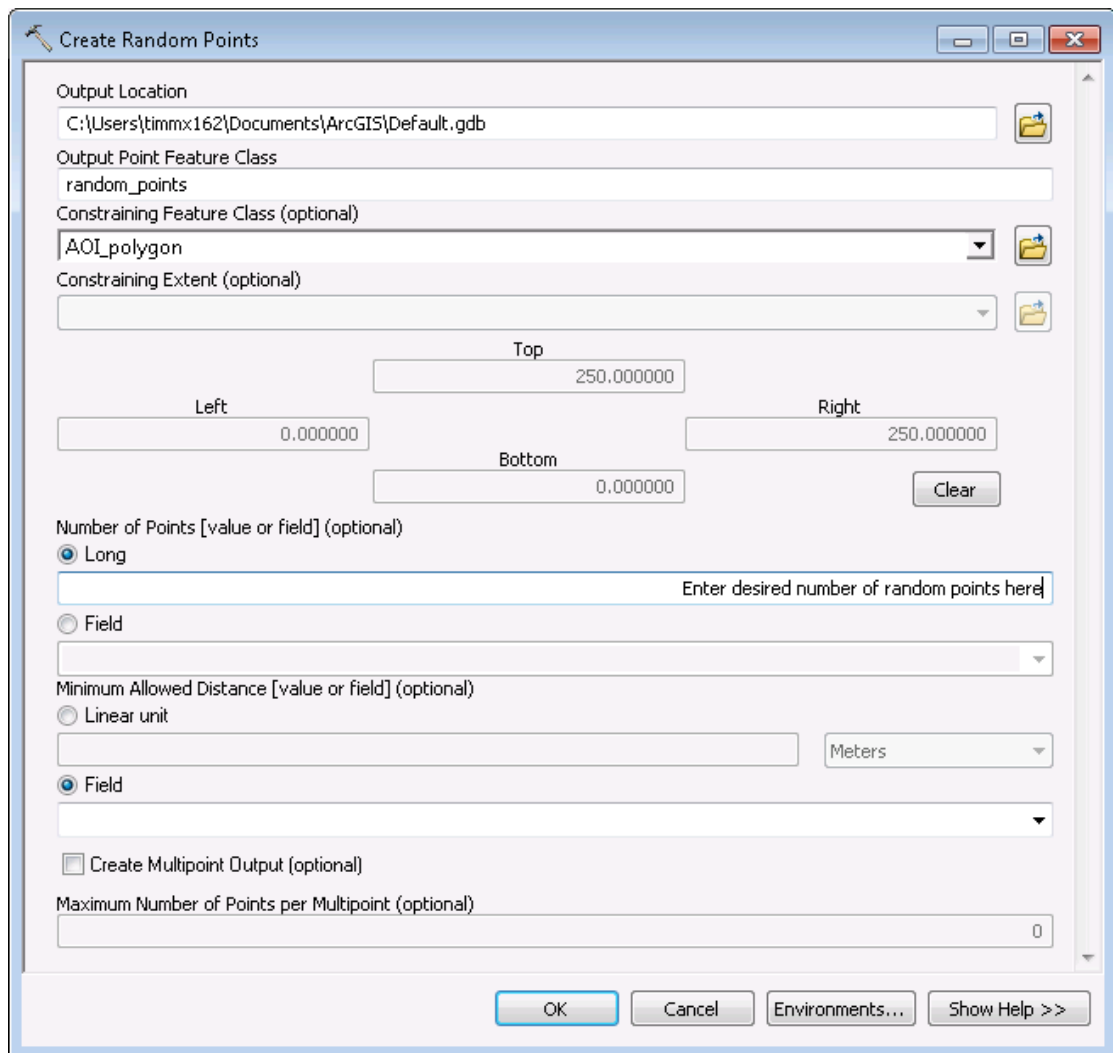 Create Random Points
Output Location
C:\Users\timmx162\Documents\ArcGIS\Default.gdb
Output Point Feature Class
random_points
Constraining Feature Class (optional)
AOI_polygon
Constraining Extent (optional)
Top
250.000000
Left
Right
0.000000
250.000000
Bottom
0.000000
Clear
Number of Points [value or field] (optional)
Long
Enter desired number of random points here
Field
Minimum Allowed Distance [value or field] (optional)
Linear unit
Meters
Field
Create Multipoint Output (optional)
Maximum Number of Points per Multipoint (optional)
0
OK
Cancel
Environments...
Show Help >>